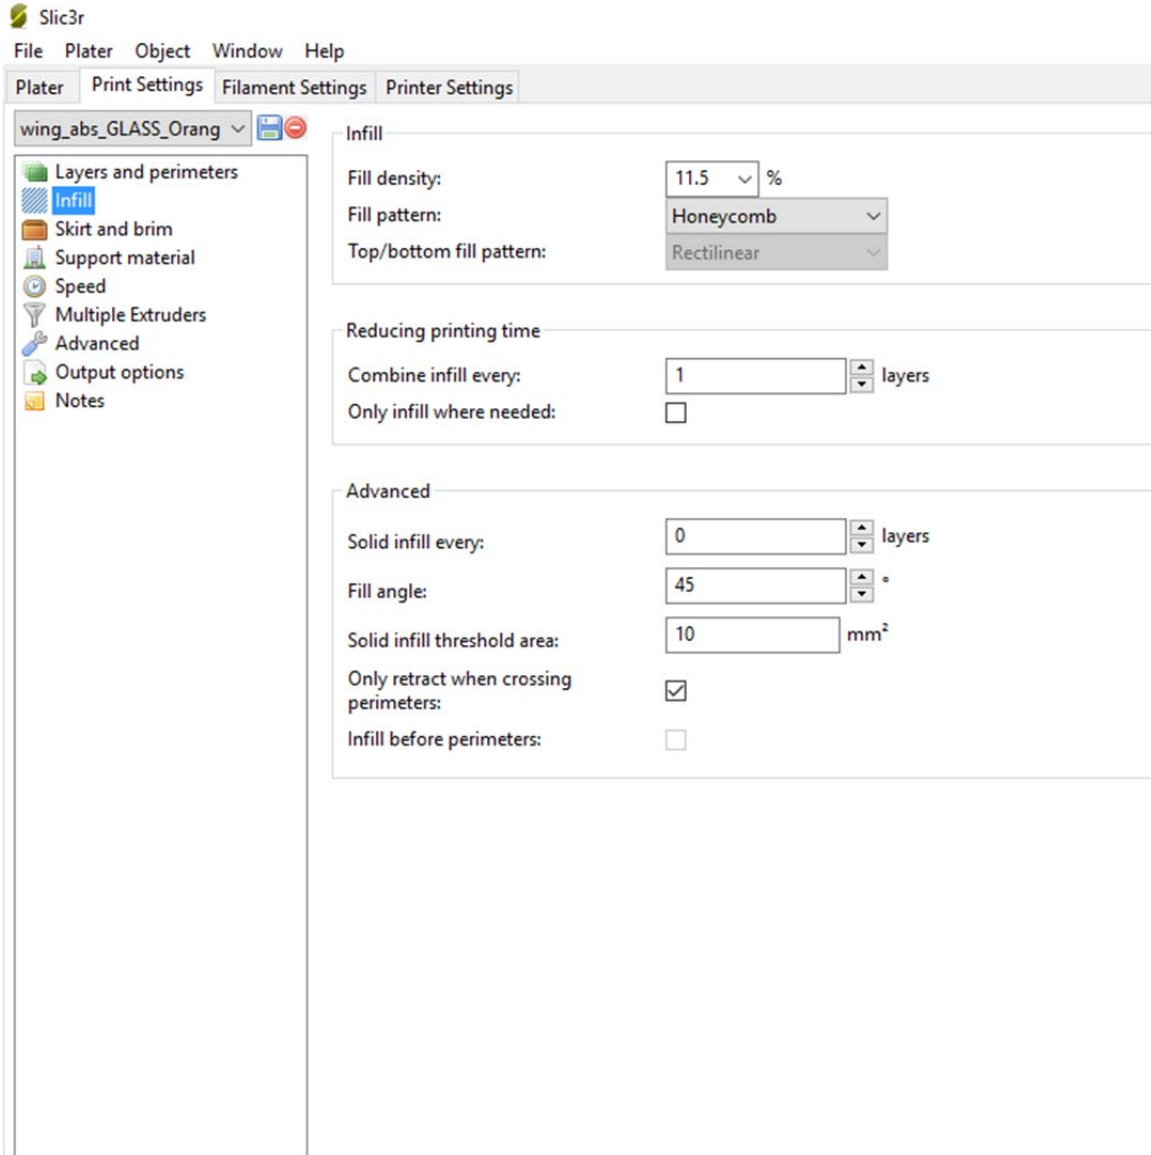 Slic3r
File Plater Object Window Help
Plater Print Settings Filament Settings Printer Settings
wing_abs_GLASS_Orang
Layers and perimeters
Infill
Skirt and brim
Support material
Speed
Multiple Extruders
Advanced
Output options
Notes
Infill
Fill density: 11.5 %
Fill pattern: Honeycomb
Top/bottom fill pattern: Rectilinear
Reducing printing time
Combine infill every: 1 layers
Only infill where needed:
Advanced
Solid infill every: 0 layers
Fill angle: 45 °
Solid infill threshold area: 10 mm²
Only retract when crossing
perimeters:
Infill before perimeters: